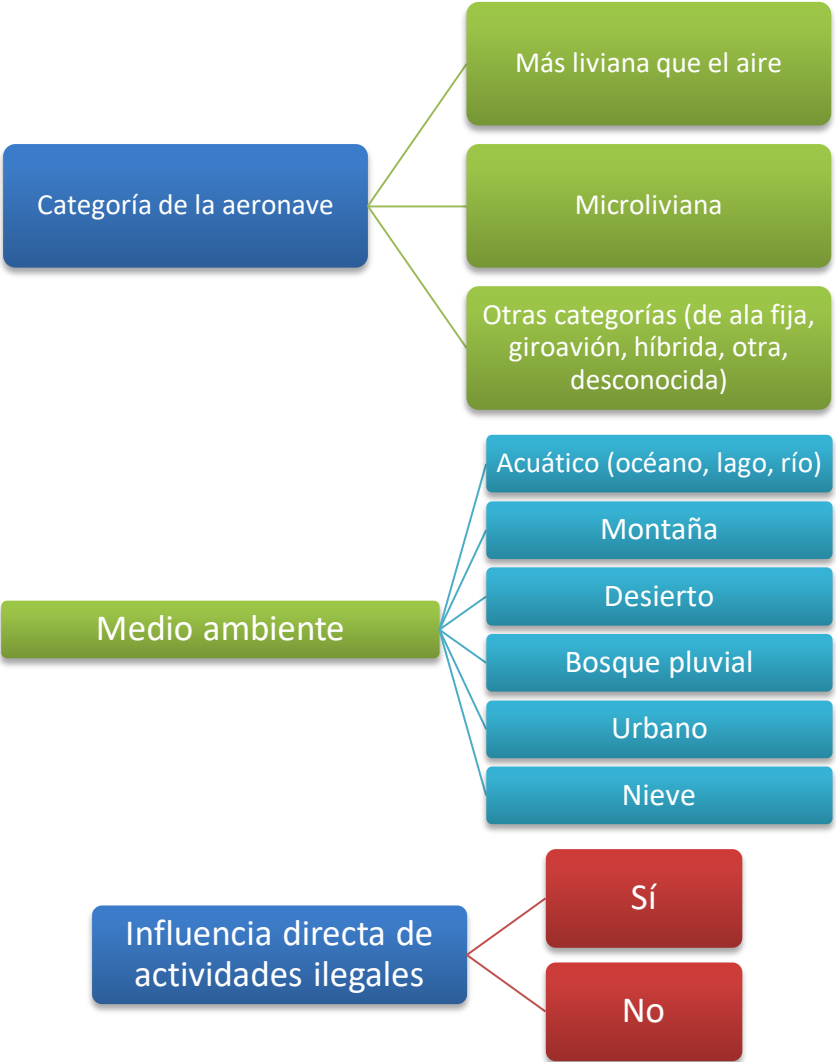 Categoría de la aeronave
Más liviana que el aire
Microliviana
Otras categorías (de ala fija,
giroavión, híbrida, otra,
desconocida)
Medio ambiente
Acuático (océano, lago, río)
Montaña
Desierto
Bosque pluvial
Urbano
Nieve
Influencia directa de
actividades ilegales
Sí
No